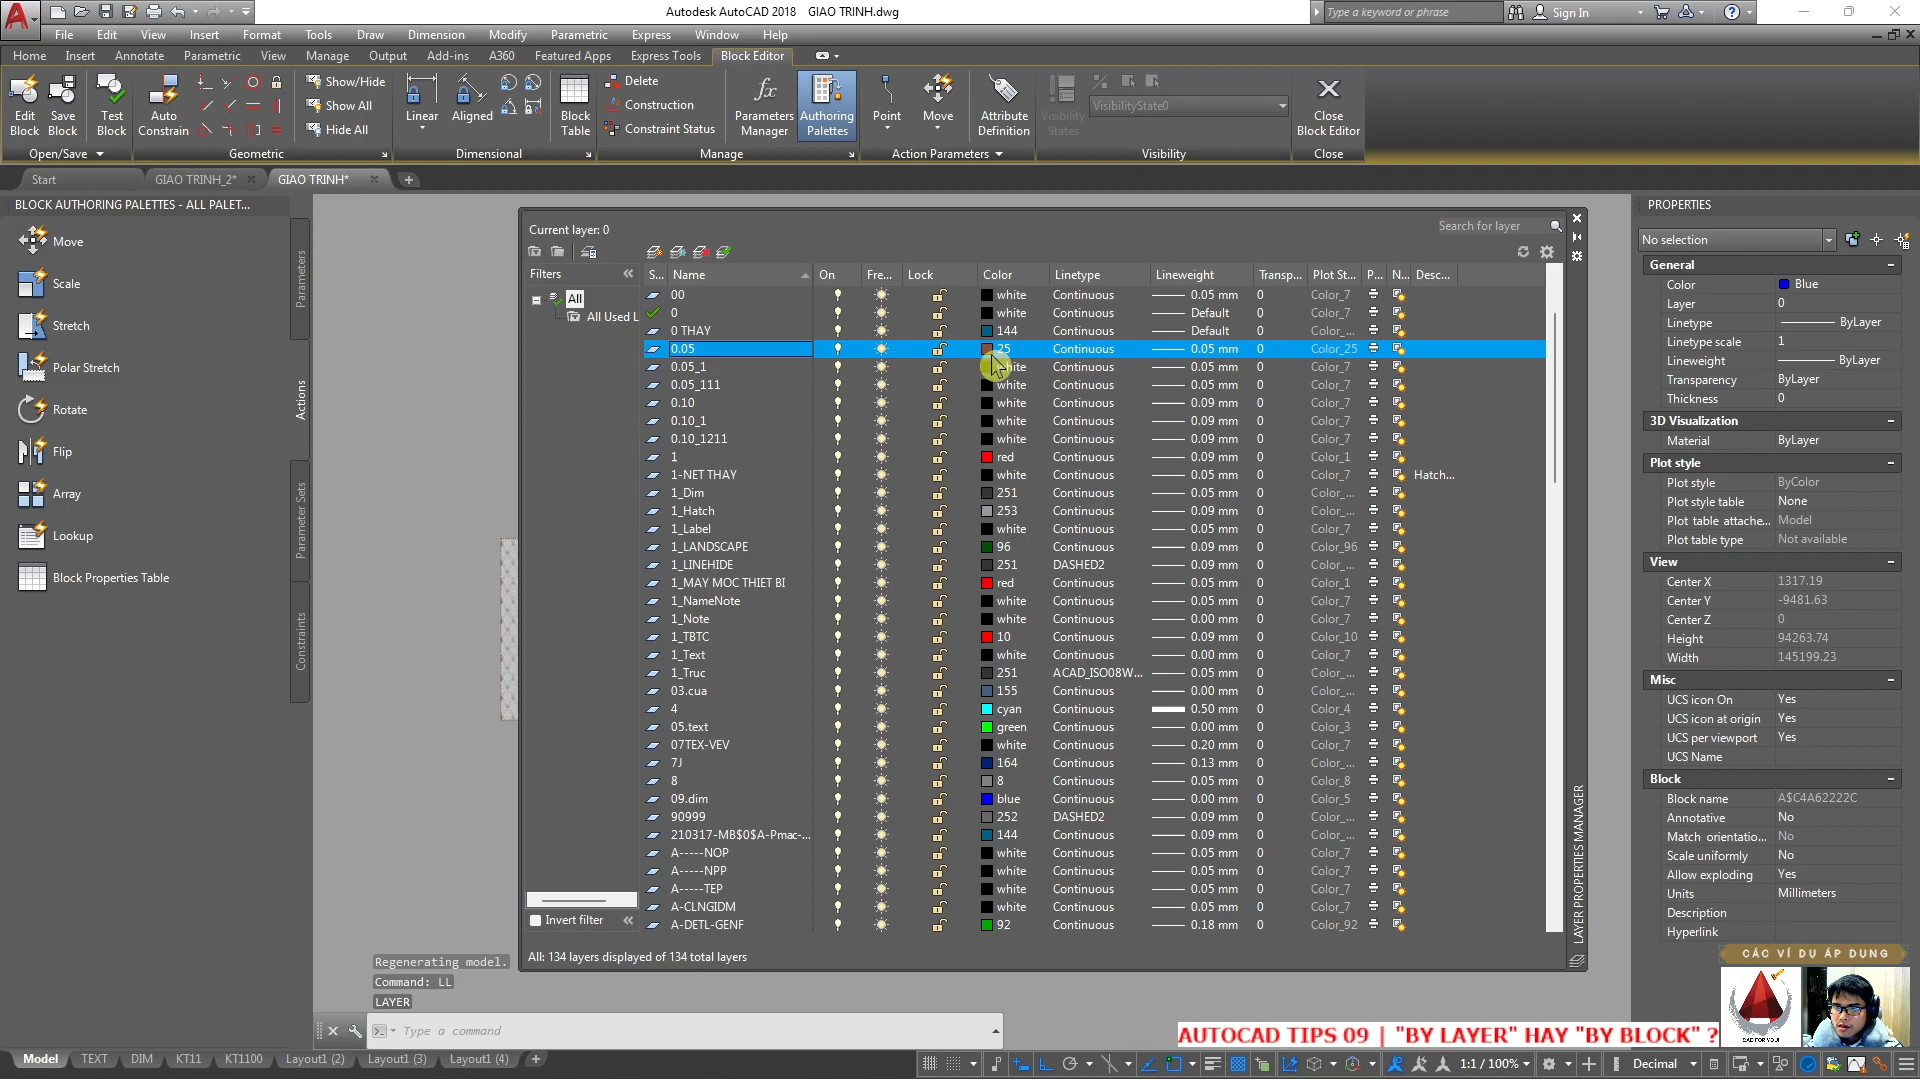 Autodesk AutoCAD 2018 GIAO TRINH.dwg
Type a keyword or phrase
Sign In
File Edit View Insert Format Tools Draw Dimension Modify Parametric Express Window Help
Home Insert Annotate Parametric View Manage Output Add-ins A360 Featured Apps Express Tools Block Editor
Edit Block
Save Block
Test Block
Auto Constrain
Show/Hide
Show All
Hide All
Linear
Aligned
Block Table
Delete
Construction
Constraint Status
Parameters Manager
Authoring Palettes
Point
Move
Attribute Definition
Visibility States
VisibilityState0
Close Block Editor
Open/Save Geometric Dimensional Manage Action Parameters Visibility Close
Start GIAO TRINH_2* GIAO TRINH*
BLOCK AUTHORING PALETTES - ALL PALET...
Move
Scale
Stretch
Polar Stretch
Rotate
Flip
Array
Lookup
Block Properties Table
Parameters
Actions
Parameter Sets
Constraints
Current layer: 0
Search for layer
Filters
All
All Used L
Invert filter
S... Name On Fre... Lock Color Linetype Lineweight Transp... Plot St... P... N... Desc...
00 white Continuous 0.05 mm 0 Color_7
0 white Continuous Default 0 Color_7
0 THAY 144 Continuous Default 0 Color_...
0.05 25 Continuous 0.05 mm 0 Color_25
0.05_1 white Continuous 0.05 mm 0 Color_7
0.05_111 white Continuous 0.05 mm 0 Color_7
0.10 white Continuous 0.09 mm 0 Color_7
0.10_1 white Continuous 0.09 mm 0 Color_7
0.10_1211 white Continuous 0.09 mm 0 Color_7
1 red Continuous 0.09 mm 0 Color_1
1-NET THAY white Continuous 0.05 mm 0 Color_7 Hatch...
1_Dim 251 Continuous 0.05 mm 0 Color_...
1_Hatch 253 Continuous 0.09 mm 0 Color_...
1_Label white Continuous 0.05 mm 0 Color_7
1_LANDSCAPE 96 Continuous 0.09 mm 0 Color_96
1_LINEHIDE 251 DASHED2 0.09 mm 0 Color_...
1_MAY MOC THIET BI red Continuous 0.05 mm 0 Color_1
1_NameNote white Continuous 0.05 mm 0 Color_7
1_Note white Continuous 0.00 mm 0 Color_7
1_TBTC 10 Continuous 0.09 mm 0 Color_10
1_Text white Continuous 0.05 mm 0 Color_7
1_Truc 251 ACAD_ISO08W... 0.05 mm 0 Color_...
03.cua 155 Continuous 0.00 mm 0 Color_...
4 cyan Continuous 0.50 mm 0 Color_4
05.text green Continuous 0.00 mm 0 Color_3
07TEX-VEV white Continuous 0.20 mm 0 Color_7
7J 164 Continuous 0.13 mm 0 Color_...
8 8 Continuous 0.05 mm 0 Color_8
09.dim blue Continuous 0.00 mm 0 Color_5
90999 252 DASHED2 0.09 mm 0 Color_...
210317-MB$0$A-Pmac-... 144 Continuous 0.09 mm 0 Color_...
A-----NOP white Continuous 0.05 mm 0 Color_7
A-----NPP white Continuous 0.05 mm 0 Color_7
A-----TEP white Continuous 0.05 mm 0 Color_7
A-CLNGIDM white Continuous 0.05 mm 0 Color_7
A-DETL-GENF 92 Continuous 0.18 mm 0 Color_92
All: 134 layers displayed of 134 total layers
LAYER PROPERTIES MANAGER
Regenerating model.
Command: LL
LAYER
Type a command
PROPERTIES
No selection
General
Color Blue
Layer 0
Linetype ByLayer
Linetype scale 1
Lineweight ByLayer
Transparency ByLayer
Thickness 0
3D Visualization
Material ByLayer
Plot style
Plot style ByColor
Plot style table None
Plot table attache... Model
Plot table type Not available
View
Center X 1317.19
Center Y -9481.63
Center Z 0
Height 94263.74
Width 145199.23
Misc
UCS icon On Yes
UCS icon at origin Yes
UCS per viewport Yes
UCS Name
Block
Block name A$C4A62222C
Annotative No
Match orientatio... No
Scale uniformly No
Allow exploding Yes
Units Millimeters
Description
Hyperlink
CÁC VÍ DỤ ÁP DỤNG
CAD FOR YOU!
AUTOCAD TIPS 09 | "BY LAYER" HAY "BY BLOCK" ?
Model TEXT DIM KT11 KT1100 Layout1 (2) Layout1 (3) Layout1 (4)
1:1 / 100% Decimal